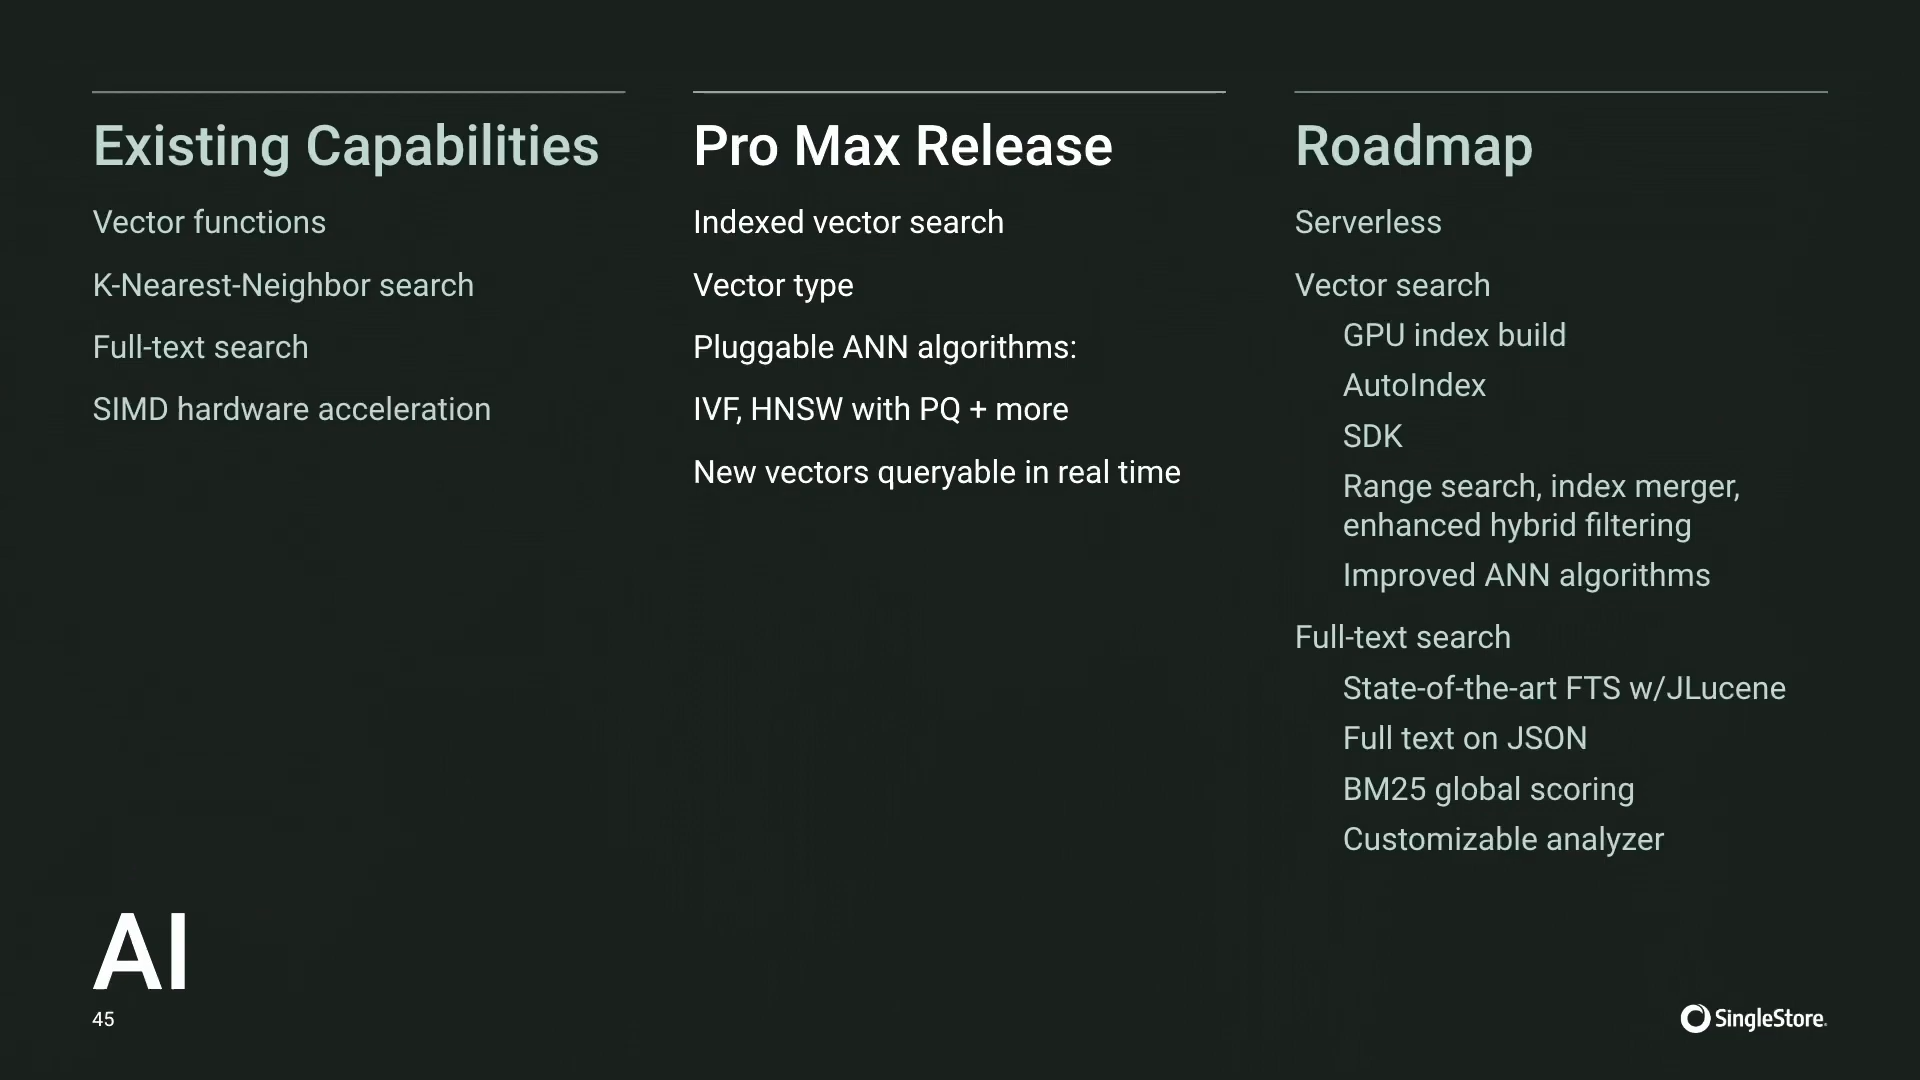 Existing Capabilities
Vector functions
K-Nearest-Neighbor search
Full-text search
SIMD hardware acceleration
Pro Max Release
Indexed vector search
Vector type
Pluggable ANN algorithms:
IVF, HNSW with PQ + more
New vectors queryable in real time
Roadmap
Serverless
Vector search
GPU index build
AutoIndex
SDK
Range search, index merger,
enhanced hybrid filtering
Improved ANN algorithms
Full-text search
State-of-the-art FTS w/JLucene
Full text on JSON
BM25 global scoring
Customizable analyzer
AI
45
SingleStore